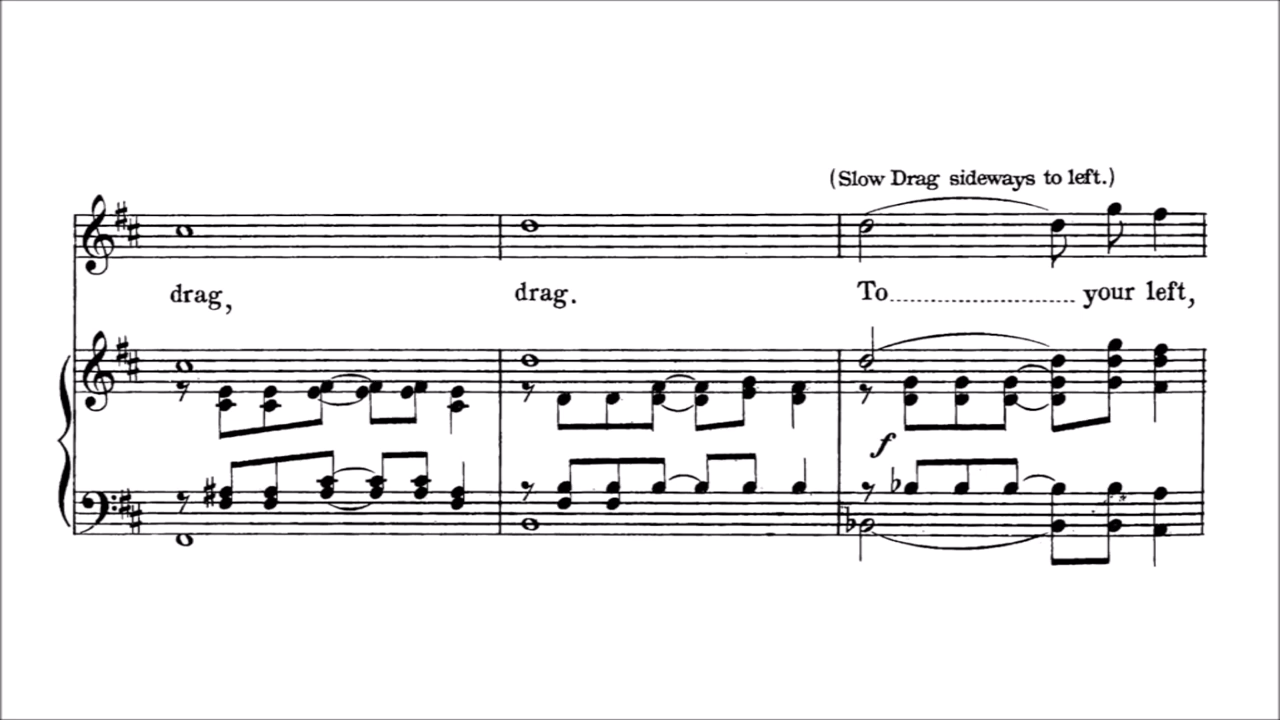 (Slow Drag sideways to left.)
drag, drag. To........................... your left,
f